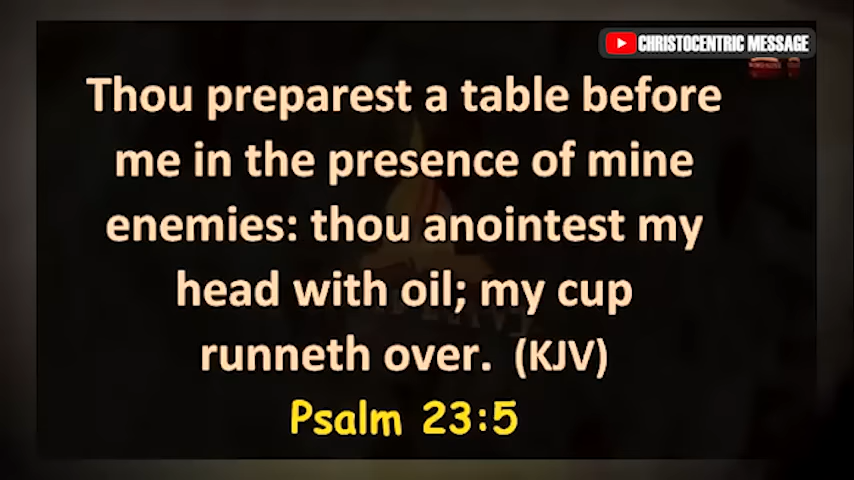 CHRISTOCENTRIC MESSAGE
Thou preparest a table before
me in the presence of mine
enemies: thou anointest my
head with oil; my cup
runneth over. (KJV)
Psalm 23:5